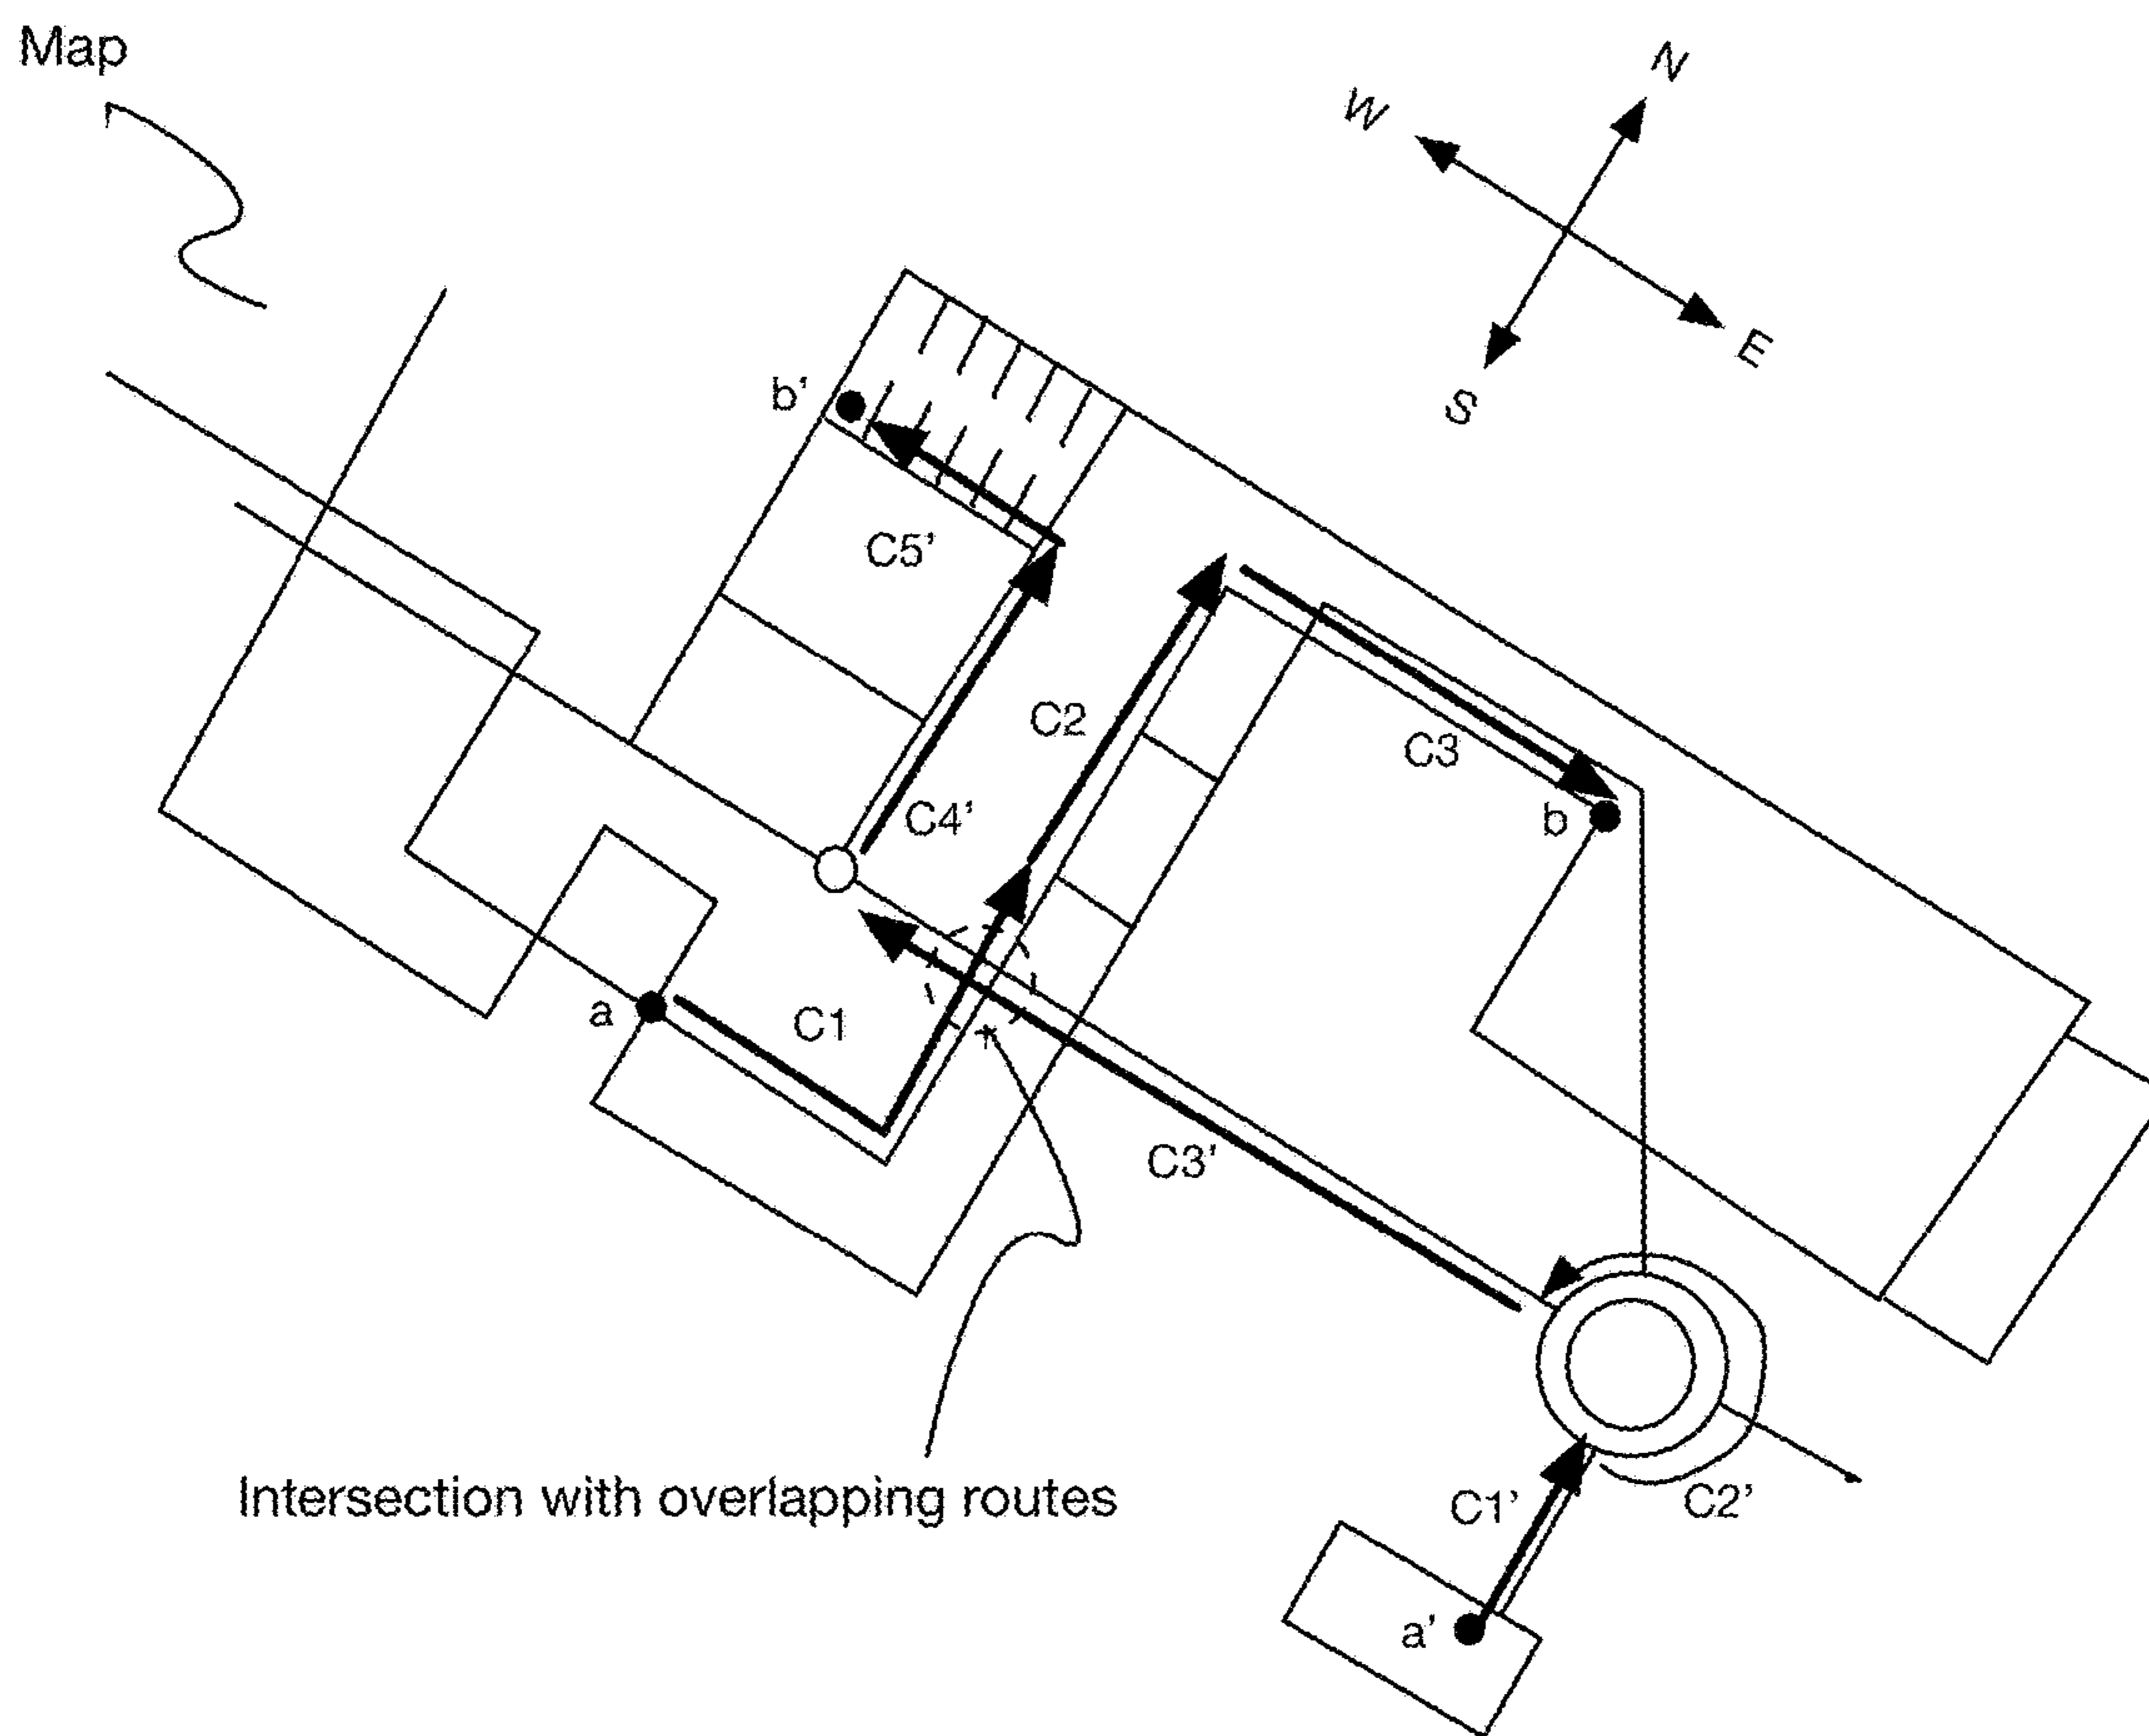 Map
N
W
E
S
b'
C5'
C2
C3
C4'
b
a
C1
C3'
Intersection with overlapping routes
C1'
C2'
a'